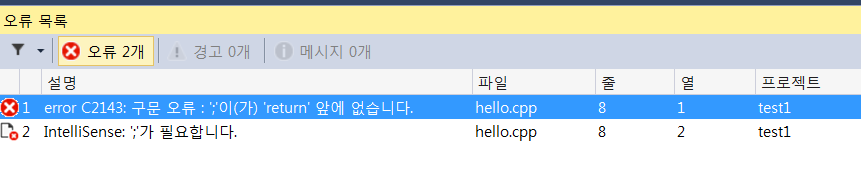 오류 목록
오류 2개 경고 0개 메시지 0개
설명 파일 줄 열 프로젝트
1 error C2143: 구문 오류 : ';'이(가) 'return' 앞에 없습니다. hello.cpp 8 1 test1
2 IntelliSense: ';'가 필요합니다. hello.cpp 8 2 test1